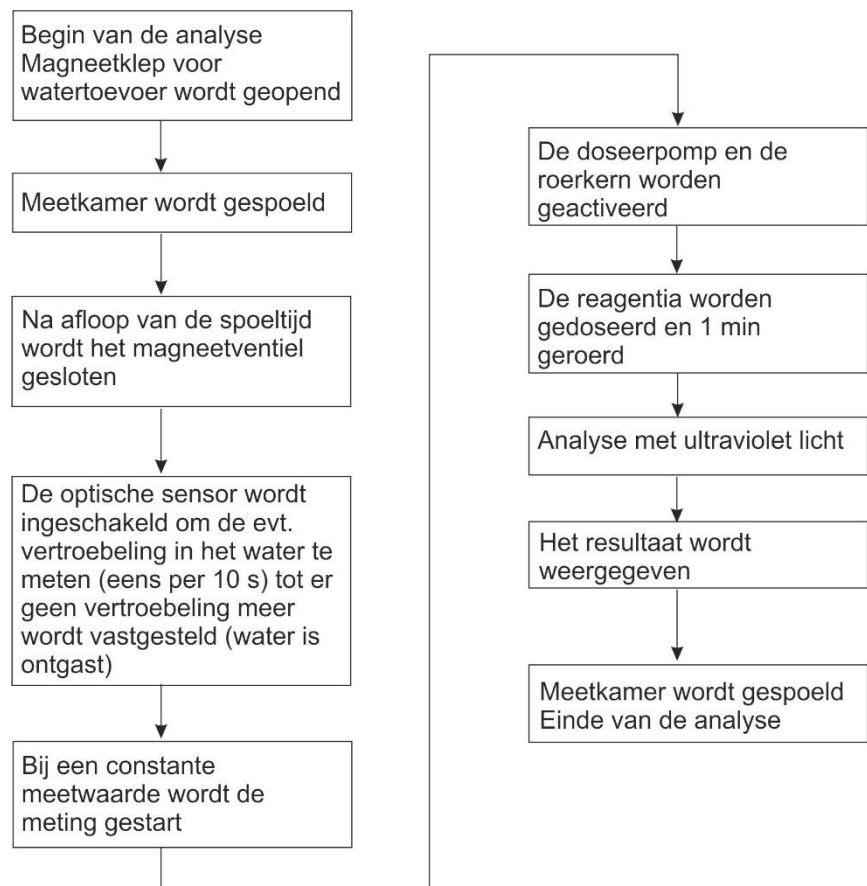 Begin van de analyse
Magneetklep voor
watertoevoer wordt geopend
Meetkamer wordt gespoeld
Na afloop van de spoeltijd
wordt het magneetventiel
gesloten
De optische sensor wordt
ingeschakeld om de evt.
vertroebeling in het water te
meten (eens per 10 s) tot er
geen vertroebeling meer
wordt vastgesteld (water is
ontgast)
Bij een constante
meetwaarde wordt de
meting gestart
De doseerpomp en de
roerkern worden
geactiveerd
De reagentia worden
gedoseerd en 1 min
geroerd
Analyse met ultraviolet licht
Het resultaat wordt
weergegeven
Meetkamer wordt gespoeld
Einde van de analyse